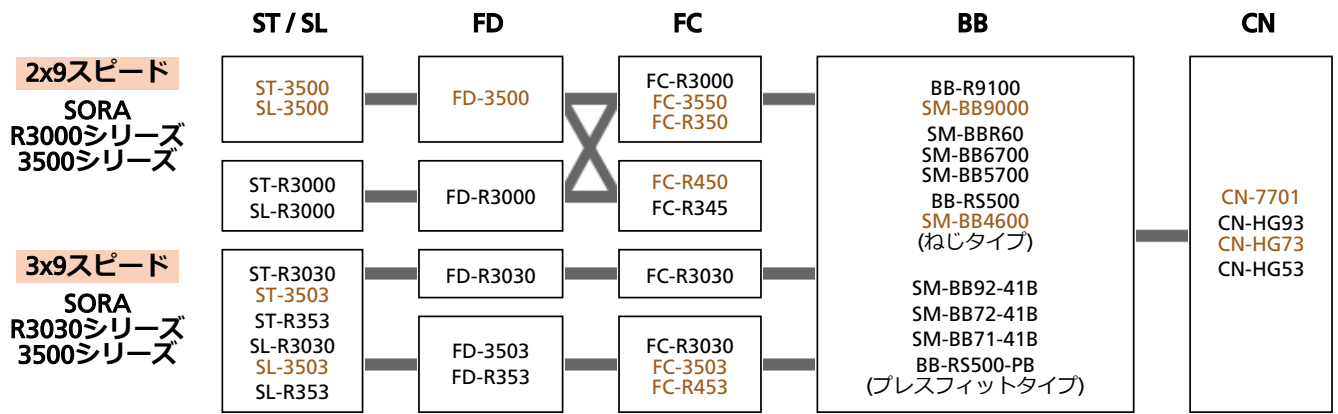 ST / SL
FD
FC
BB
CN
2x9スピード
SORA
R3000シリーズ
3500シリーズ
ST-3500
SL-3500
FD-3500
FC-R3000
FC-3550
FC-R350
ST-R3000
SL-R3000
FD-R3000
FC-R450
FC-R345
3x9スピード
SORA
R3030シリーズ
3500シリーズ
ST-R3030
ST-3503
ST-R353
SL-R3030
SL-3503
SL-R353
FD-R3030
FC-R3030
FD-3503
FD-R353
FC-R3030
FC-3503
FC-R453
BB-R9100
SM-BB9000
SM-BBR60
SM-BB6700
SM-BB5700
BB-RS500
SM-BB4600
(ねじタイプ)
SM-BB92-41B
SM-BB72-41B
SM-BB71-41B
BB-RS500-PB
(プレスフィットタイプ)
CN-7701
CN-HG93
CN-HG73
CN-HG53